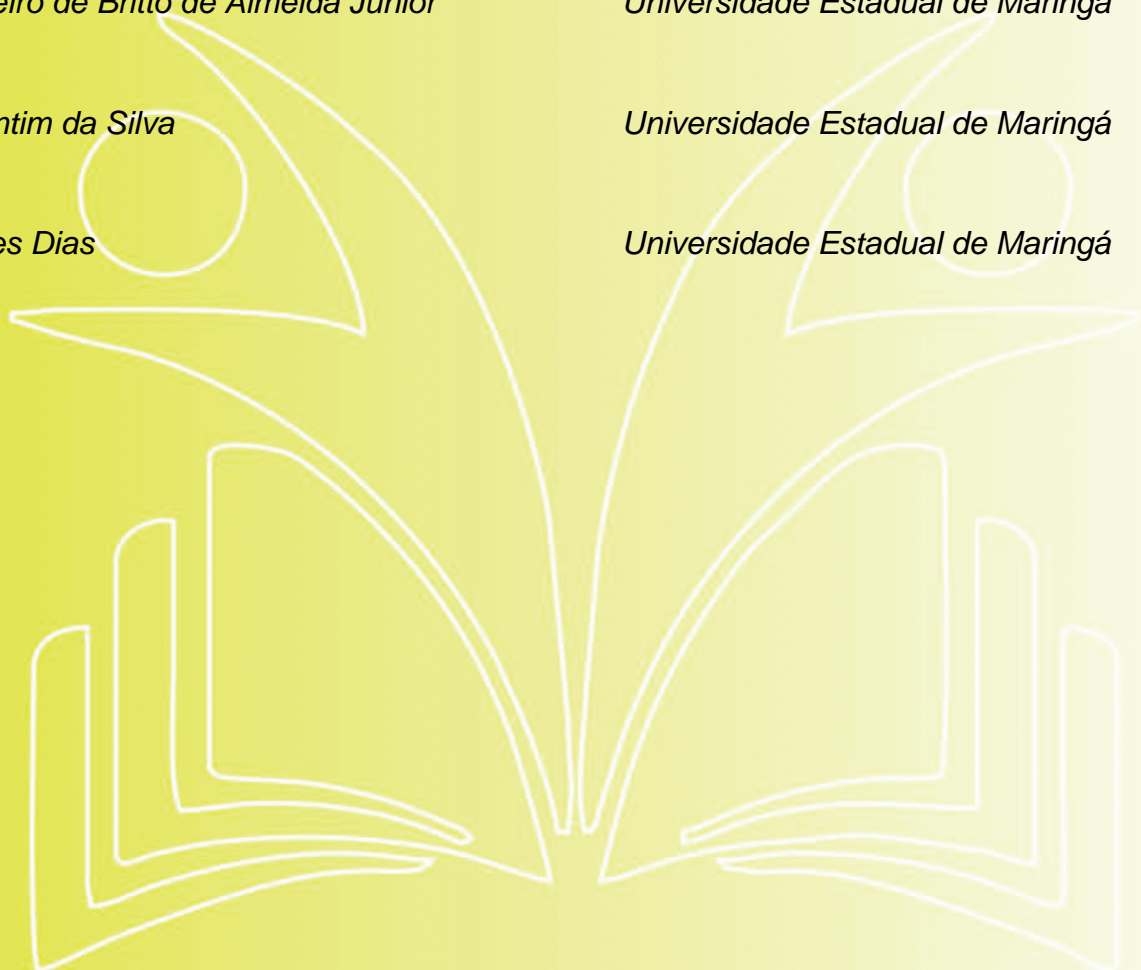 eiro de Britto de Almeida Junior Universidade Estadual de Maringá
ntim da Silva Universidade Estadual de Maringá
es Dias Universidade Estadual de Maringá